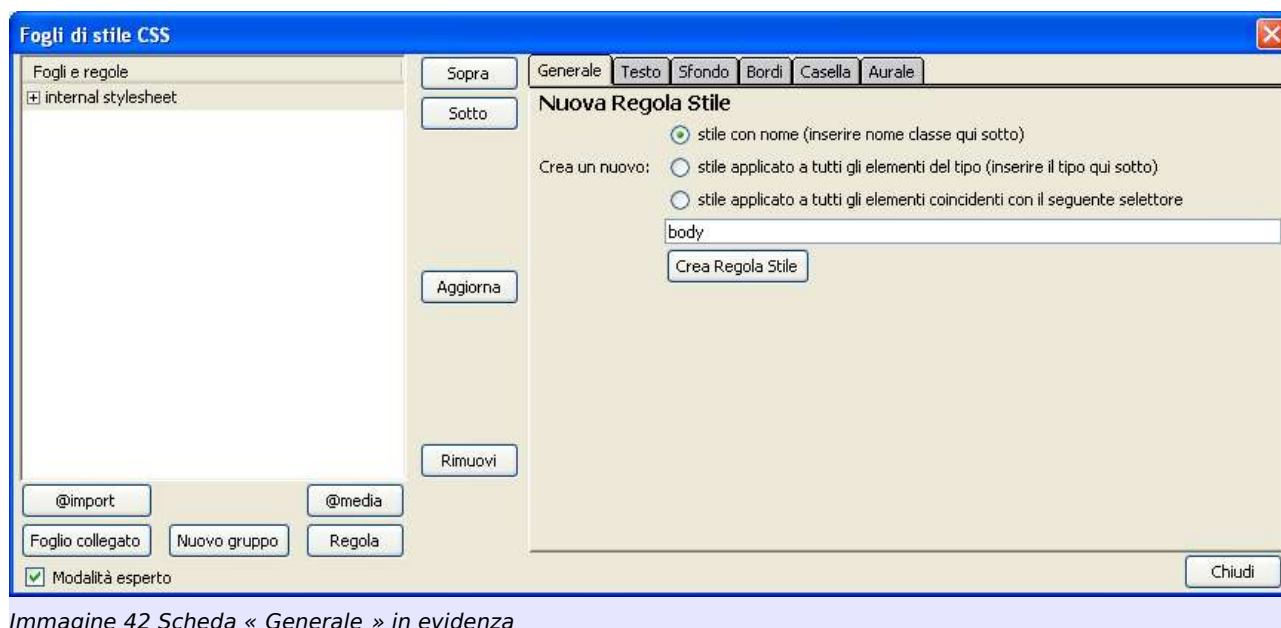 Fogli di stile CSS
Fogli e regole
internal stylesheet
Sopra
Sotto
Aggiorna
Rimuovi
@import
@media
Foglio collegato
Nuovo gruppo
Regola
Modalità esperto
Generale
Testo
Sfondo
Bordi
Casella
Aurale
Nuova Regola Stile
Crea un nuovo:
stile con nome (inserire nome classe qui sotto)
stile applicato a tutti gli elementi del tipo (inserire il tipo qui sotto)
stile applicato a tutti gli elementi coincidenti con il seguente selettore
body
Crea Regola Stile
Chiudi
Immagine 42 Scheda « Generale » in evidenza